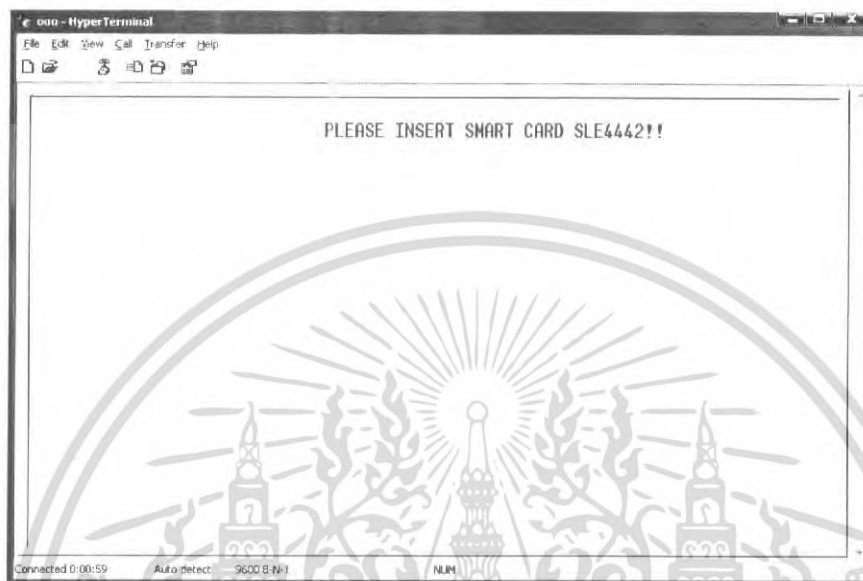 ouo - HyperTerminal
File Edit View Call Transfer Help
PLEASE INSERT SMART CARD SLE4442!!
Connected 0:00:59 Auto detect 9600 8-N-1 NUM